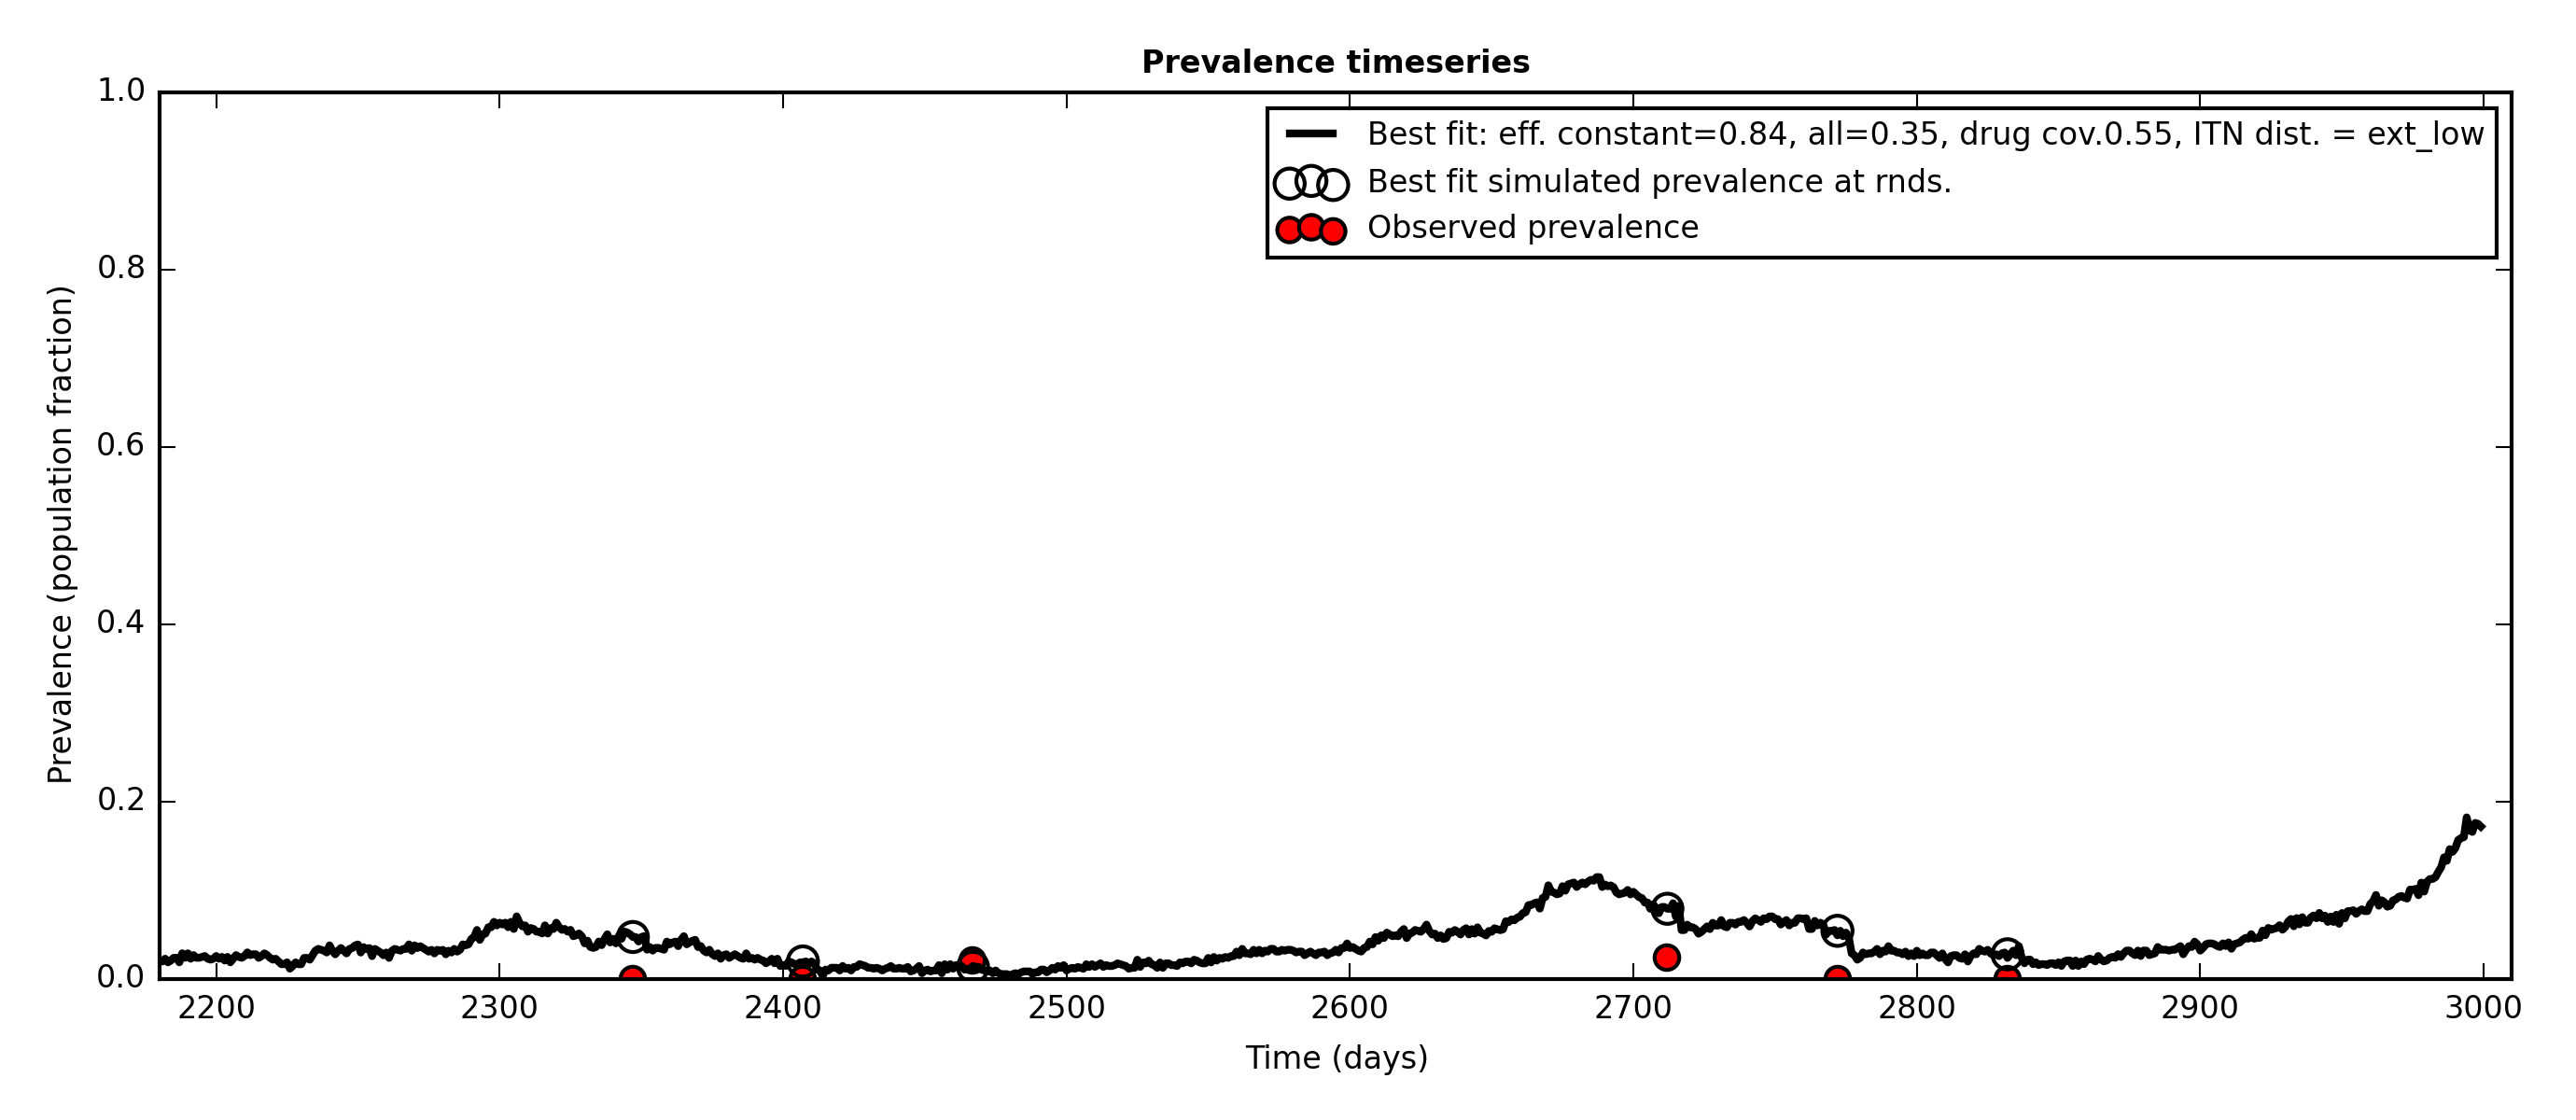 Prevalence timeseries
1.0
0.8
0.6
0.4
0.2
0.0
Prevalence (population fraction)
Best fit: eff. constant=0.84, all=0.35, drug cov.0.55, ITN dist. = ext_low
Best fit simulated prevalence at rnds.
Observed prevalence
2200 2300 2400 2500 2600 2700 2800 2900 3000
Time (days)